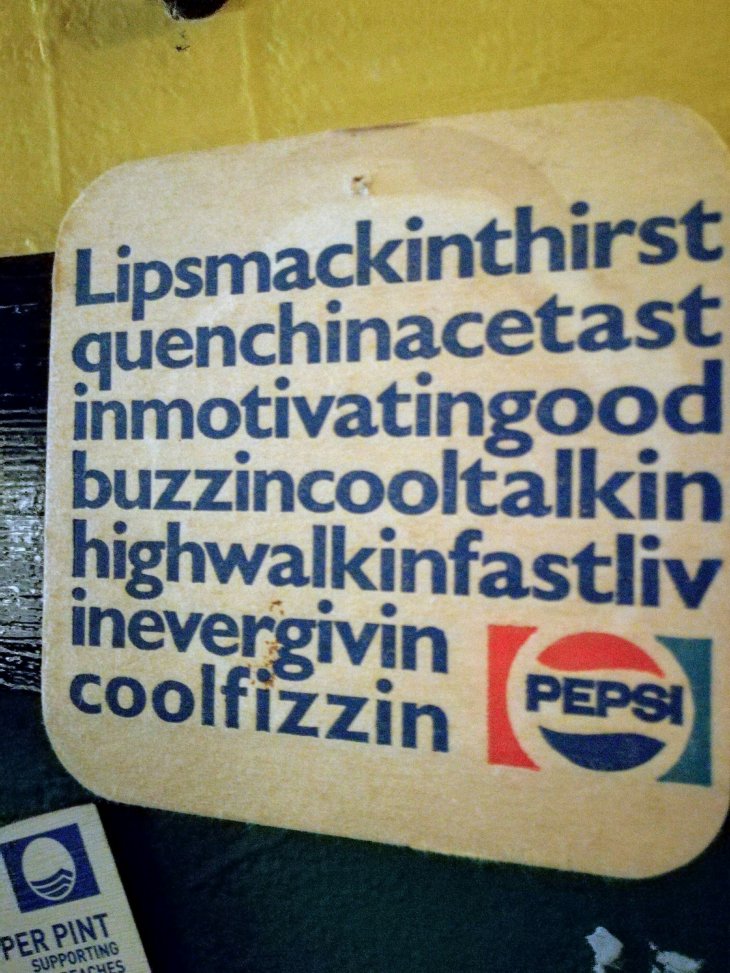 Lipsmackinthirst
quenchinacetast
inmotivatingood
buzzincooltalkin
highwalkinfastliv
inevergivin
coolfizzin
PEPSI
PER PINT
SUPPORTING